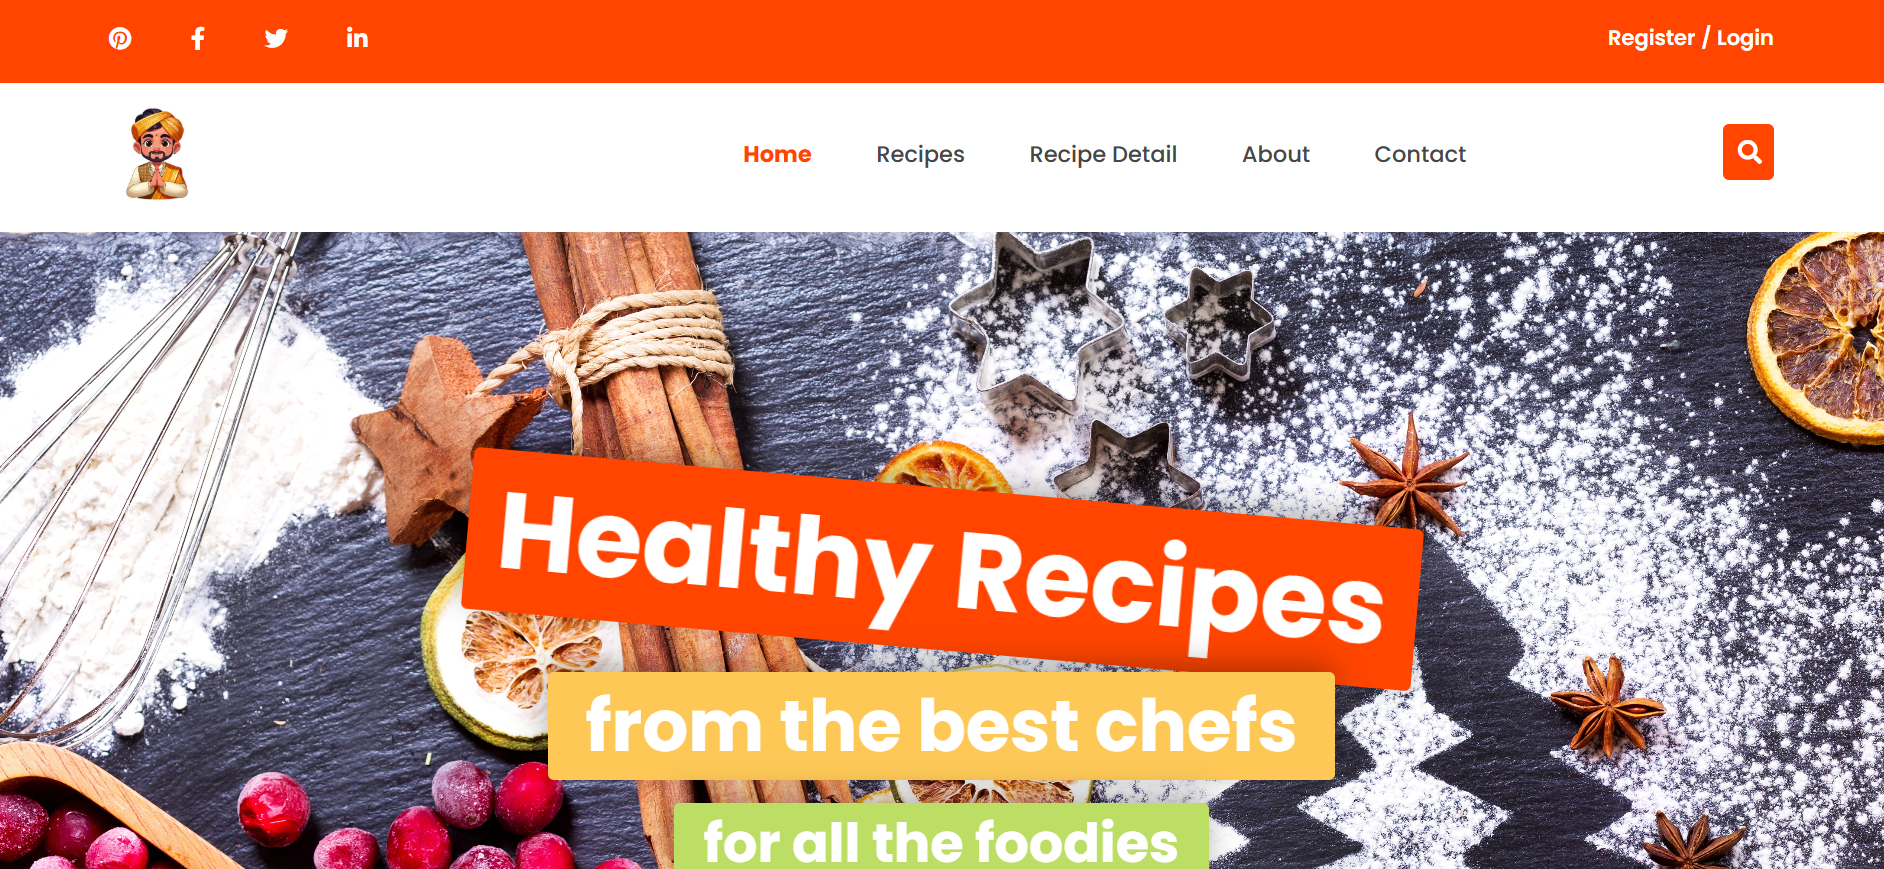 Register / Login
Home Recipes Recipe Detail About Contact
Healthy Recipes
from the best chefs
for all the foodies